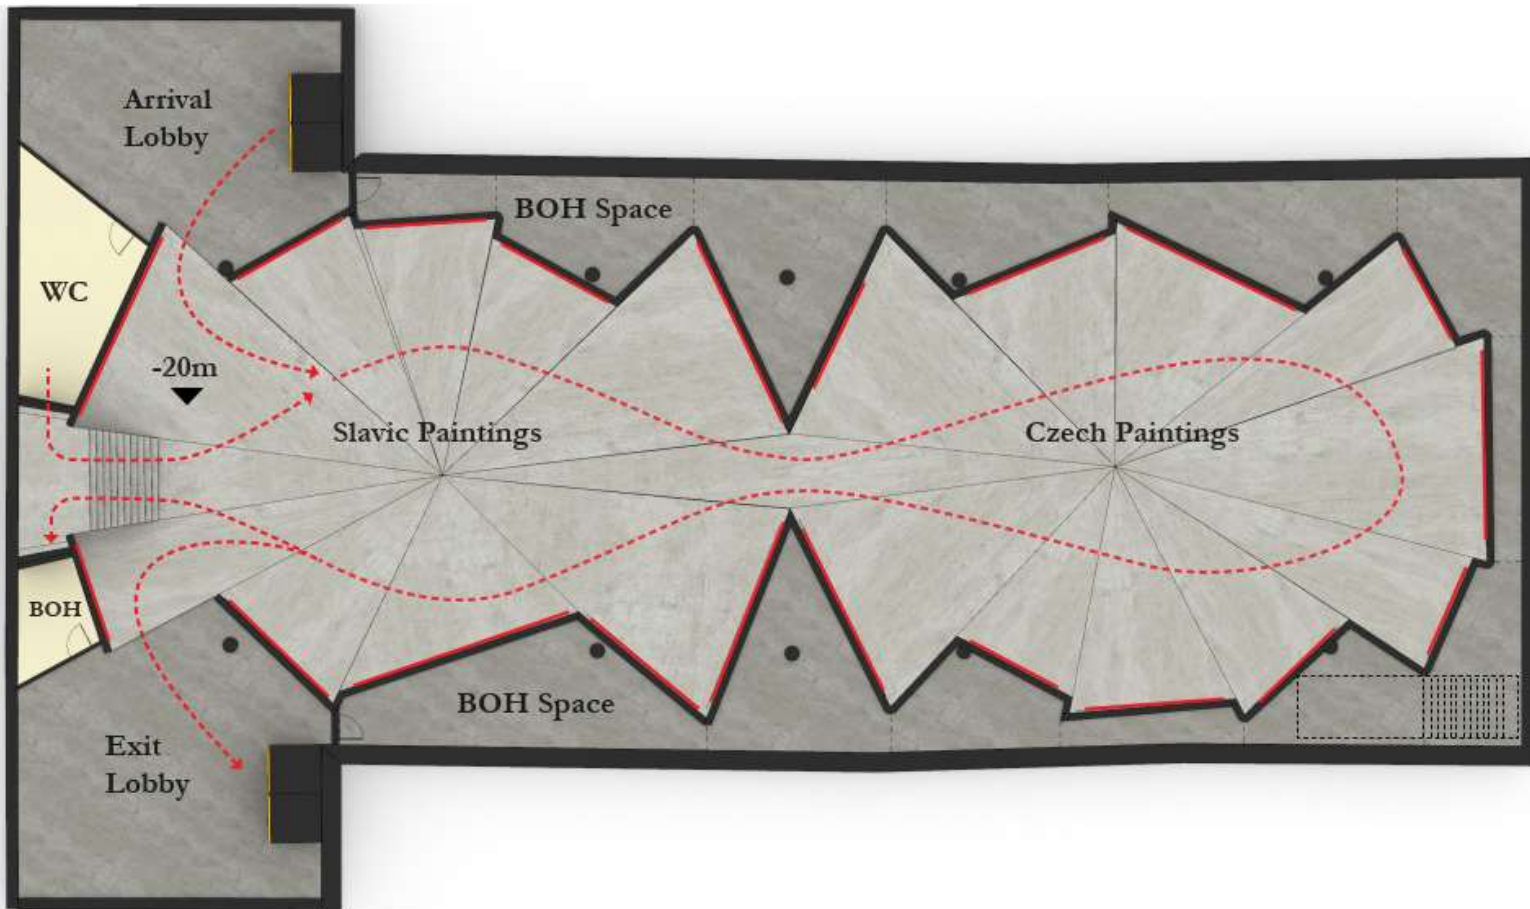 Arrival
Lobby
BOH Space
WC
-20m
Slavic Paintings
Czech Paintings
BOH
BOH Space
Exit
Lobby